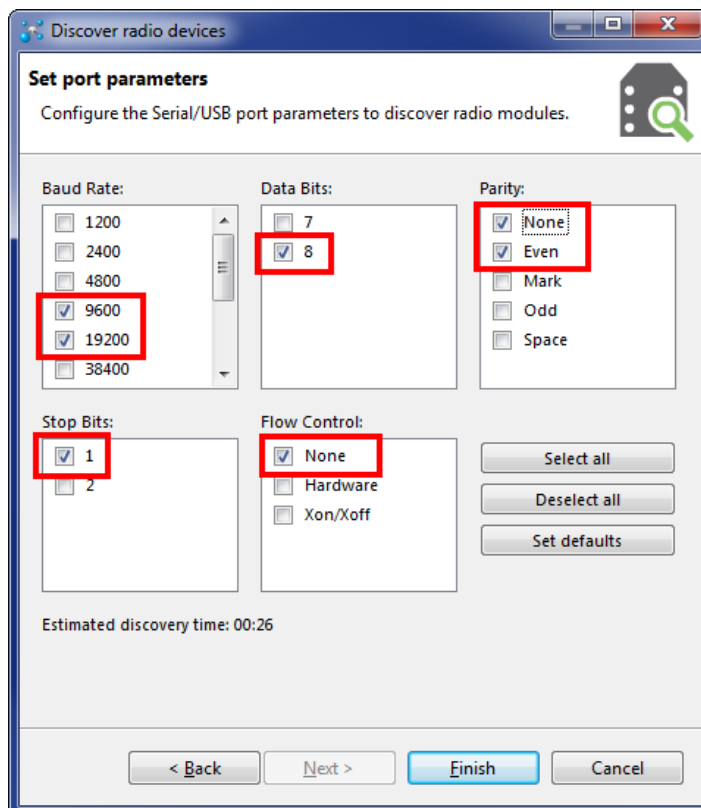 Discover radio devices
Set port parameters
Configure the Serial/USB port parameters to discover radio modules.
Baud Rate:
1200
2400
4800
9600
19200
38400
Data Bits:
7
8
Parity:
None
Even
Mark
Odd
Space
Stop Bits:
1
2
Flow Control:
None
Hardware
Xon/Xoff
Select all
Deselect all
Set defaults
Estimated discovery time: 00:26
< Back
Next >
Finish
Cancel